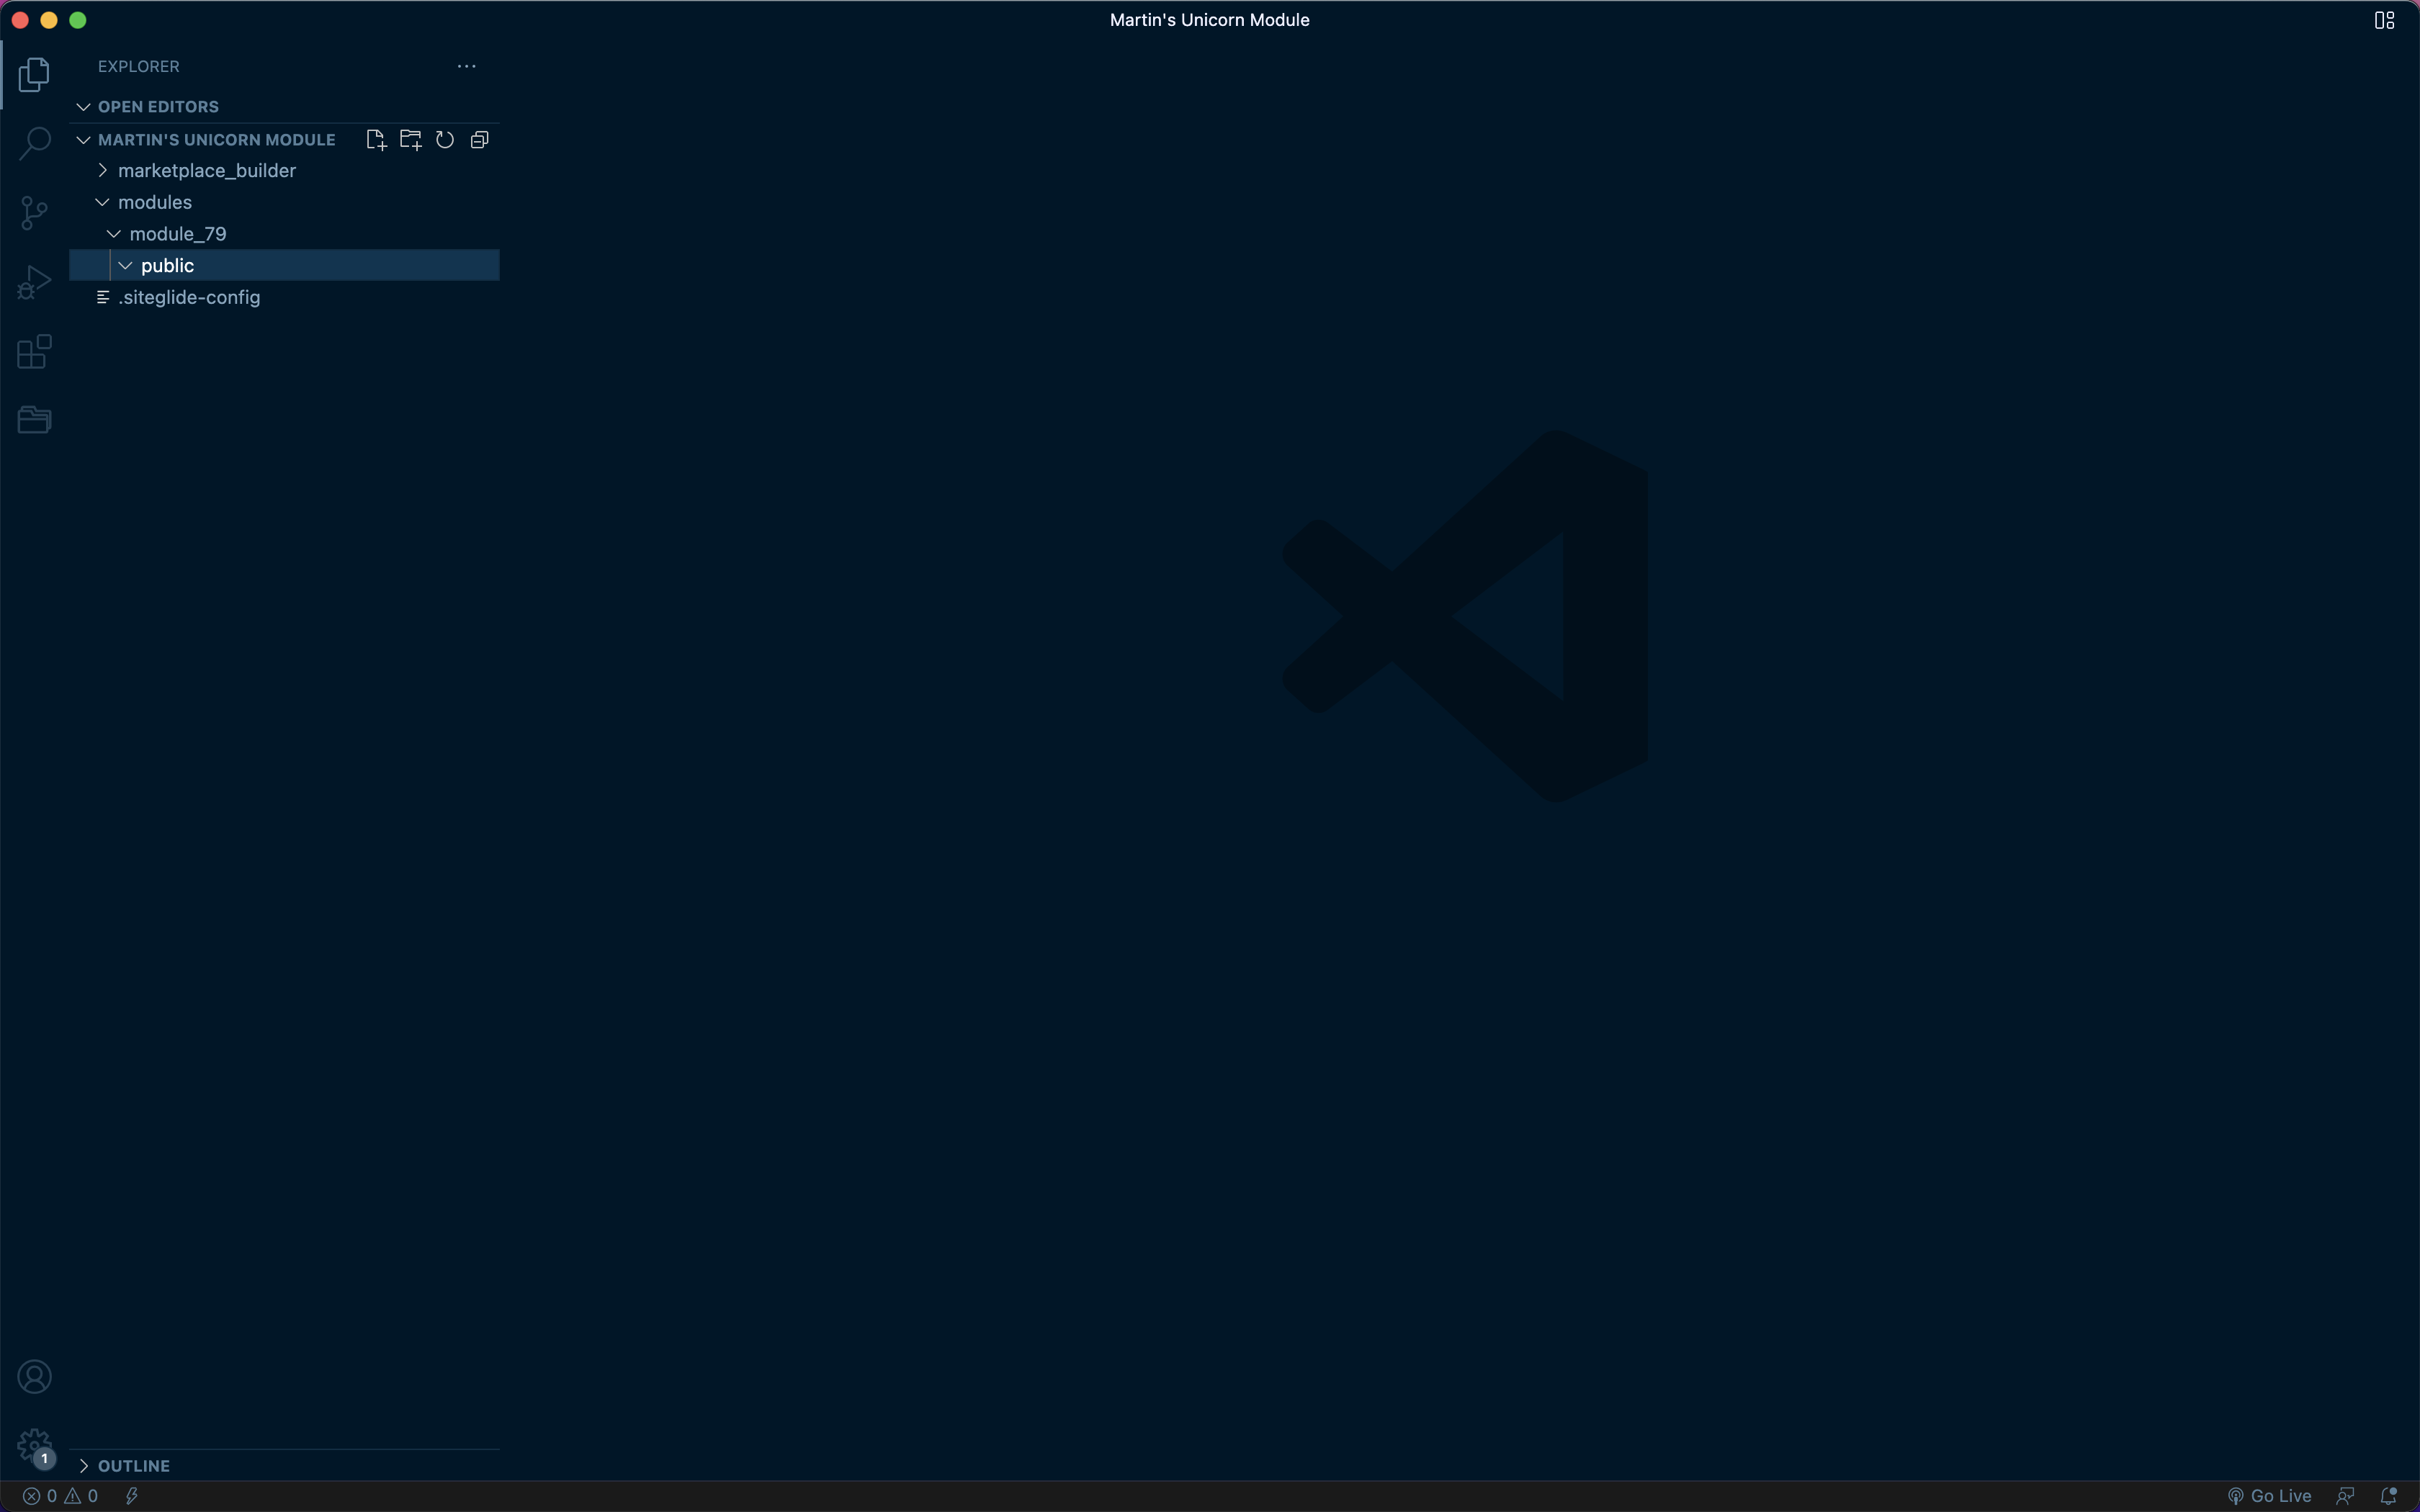 Martin's Unicorn Module
EXPLORER
OPEN EDITORS
MARTIN'S UNICORN MODULE
marketplace_builder
modules
module_79
public
.siteglide-config
1
OUTLINE
0 0
Go Live